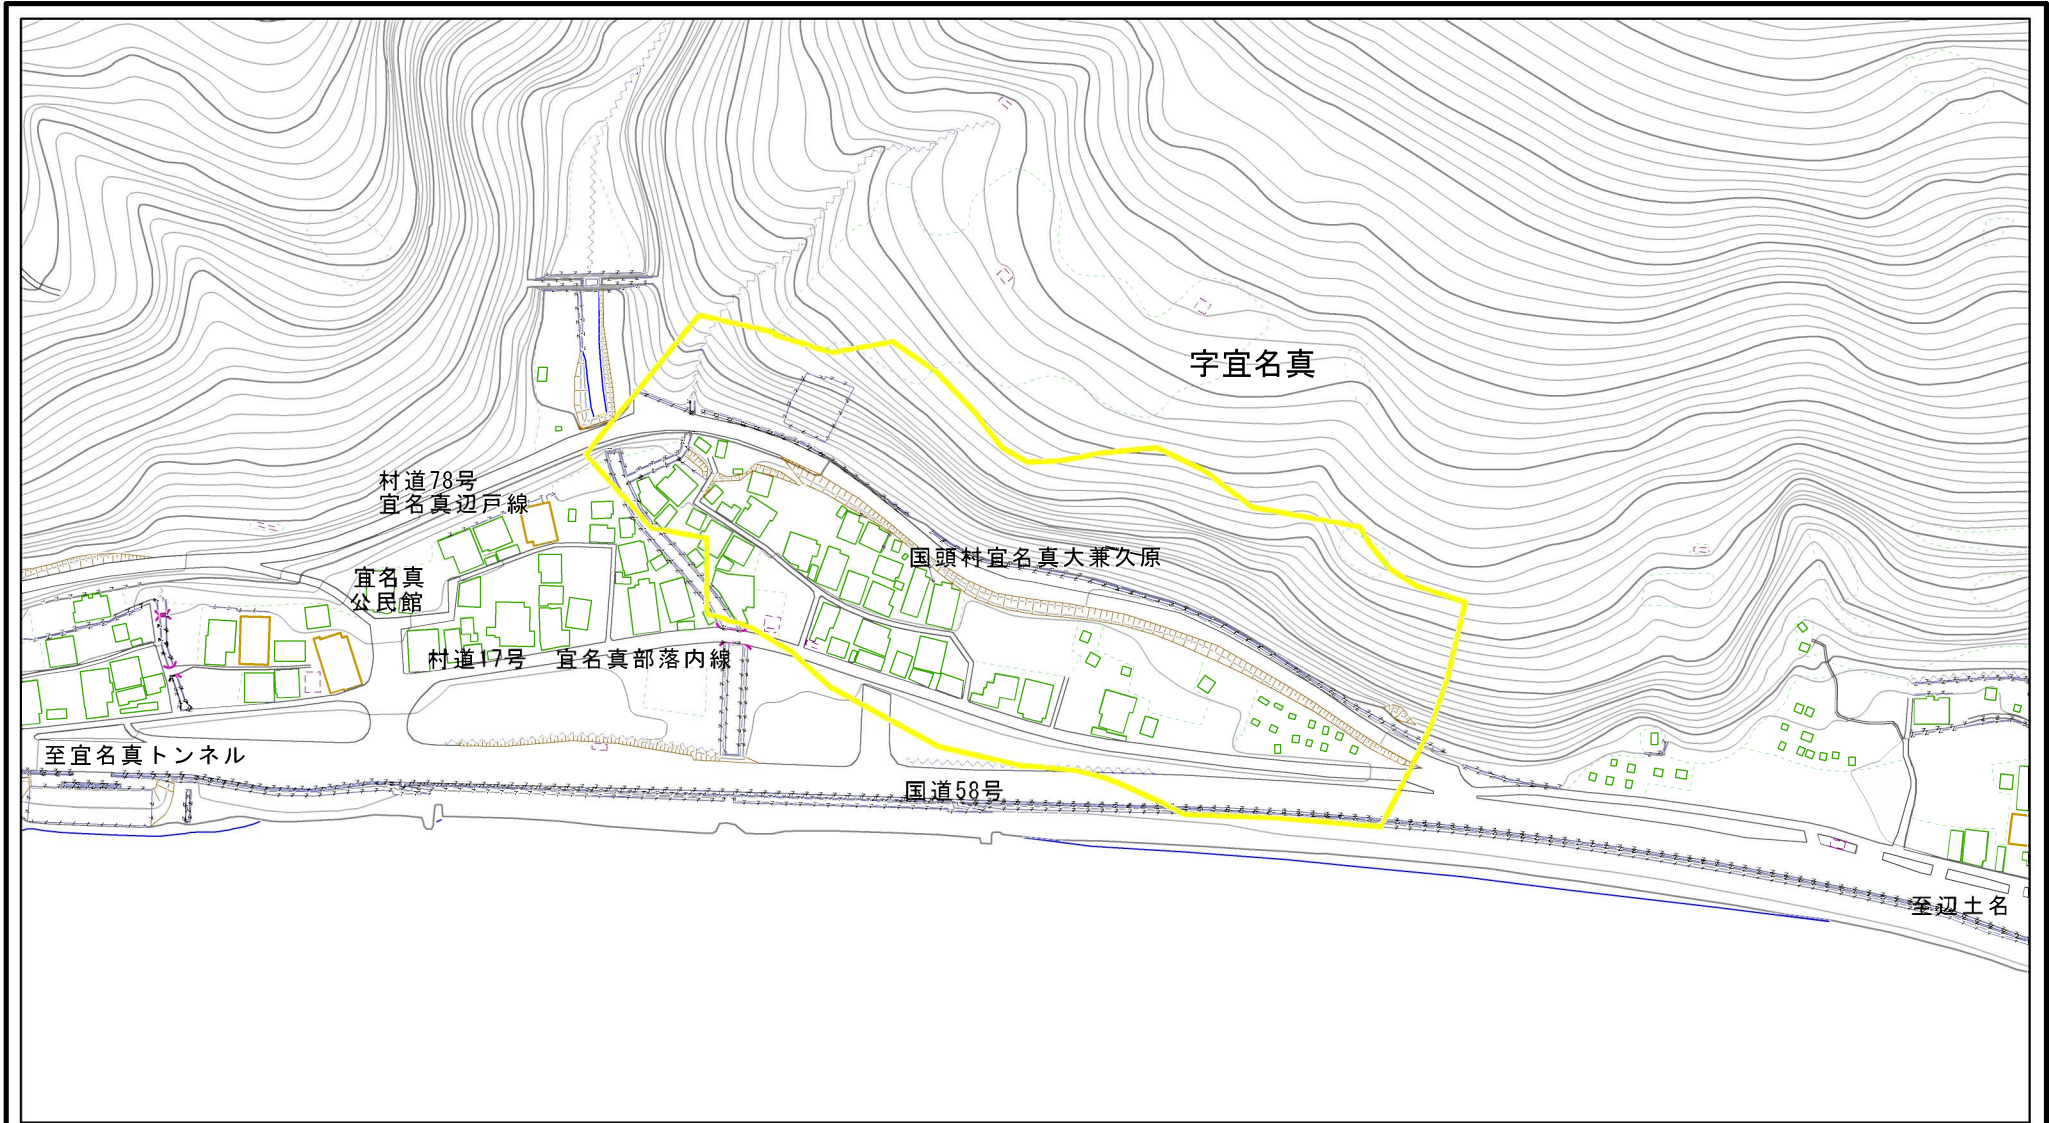 字宜名真
村道78号
宜名真辺戸線
国頭村宜名真大兼久原
宜名真
公民館
村道17号　宜名真部落内線
至宜名真トンネル
国道58号
至辺土名